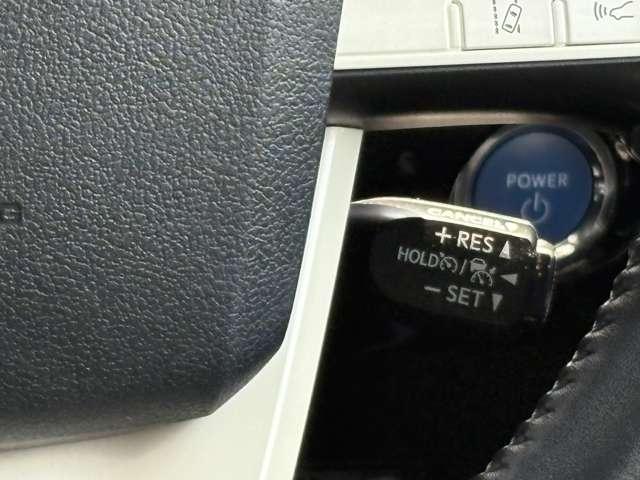 POWER
CANCEL
+ RES ▲
HOLD / ◀
− SET ▼